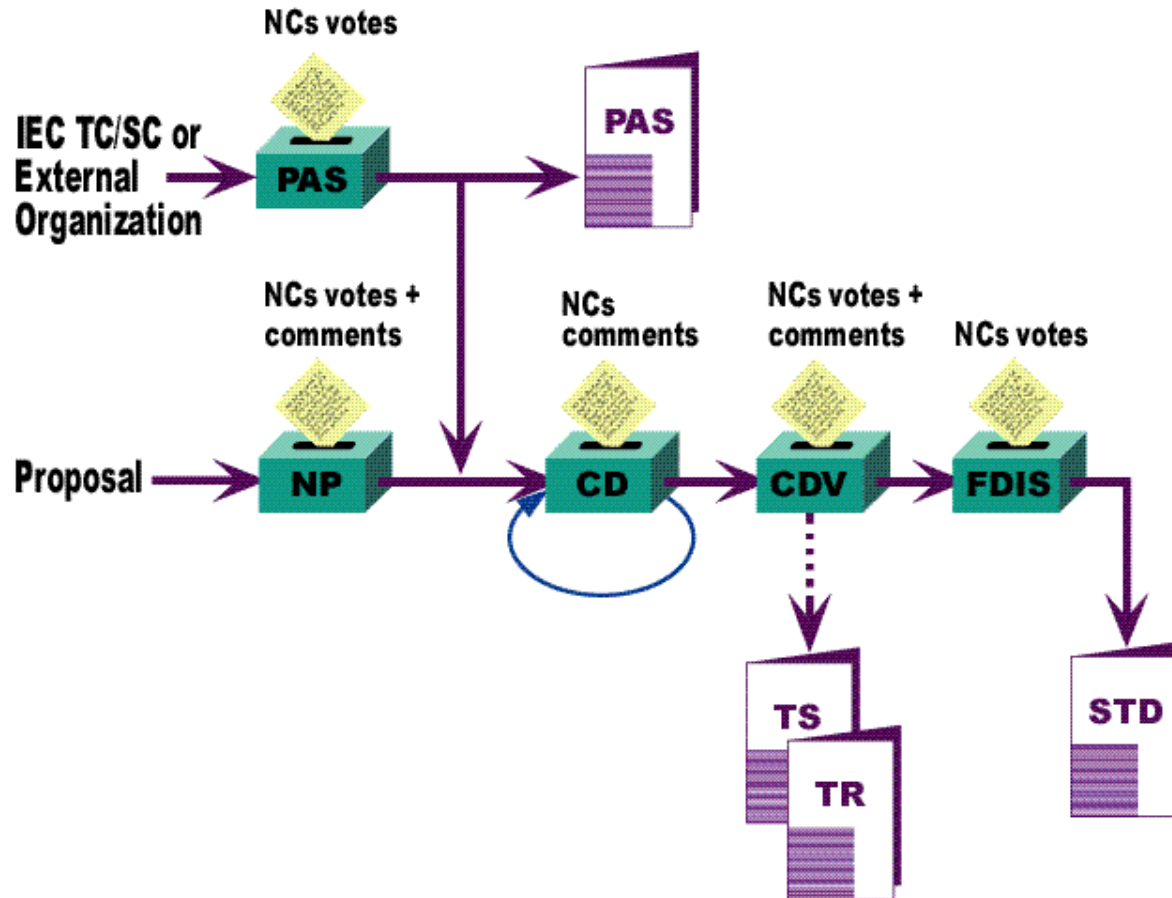 NCs votes
IEC TC/SC or
External
Organization
PAS
PAS
NCs votes +
comments
NCs
comments
NCs votes +
comments
NCs votes
Proposal
NP
CD
CDV
FDIS
TS
TR
STD